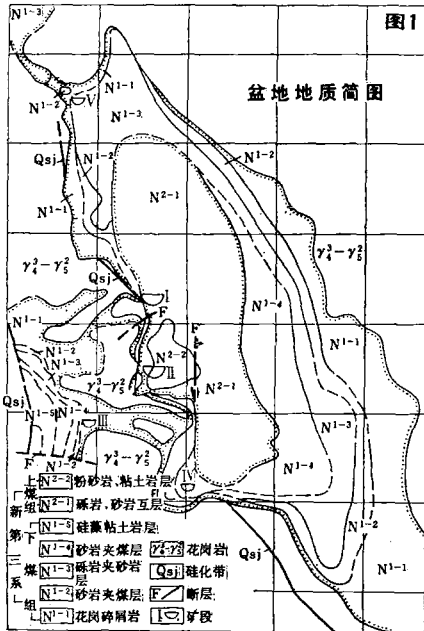 图1
盆地地质简图
N¹⁻³
N¹⁻¹
N¹⁻²
V
N¹⁻³
Qsj
N¹⁻²
N¹⁻²
N¹⁻¹
N²⁻¹
γ₄³−γ₅²
γ₄³−γ₅²
Qsj
N¹⁻⁴
I
N¹⁻¹
F
F
N¹⁻¹
N¹⁻²
N¹⁻³
N²⁻²
γ₄³−γ₅²
II
N²⁻¹
Qsj
N¹⁻⁵
N¹⁻⁴
N¹⁻³
III
F
N¹⁻²
γ₄³−γ₅²
N¹⁻⁴
IV
N¹⁻²
Qsj
N¹⁻¹
新第三系
上煤组
N²⁻² 粉砂岩、粘土岩层
N²⁻¹ 砾岩、砂岩互层
下煤组
N¹⁻⁵ 硅藻粘土岩层
N¹⁻⁴ 砂岩夹煤层
γ₄³-γ₅² 花岗岩
N¹⁻³ 砾岩夹砂岩层
Qsj 硅化带
N¹⁻² 砂岩夹煤层
F 断层
N¹⁻¹ 花岗碎屑岩
I 矿段